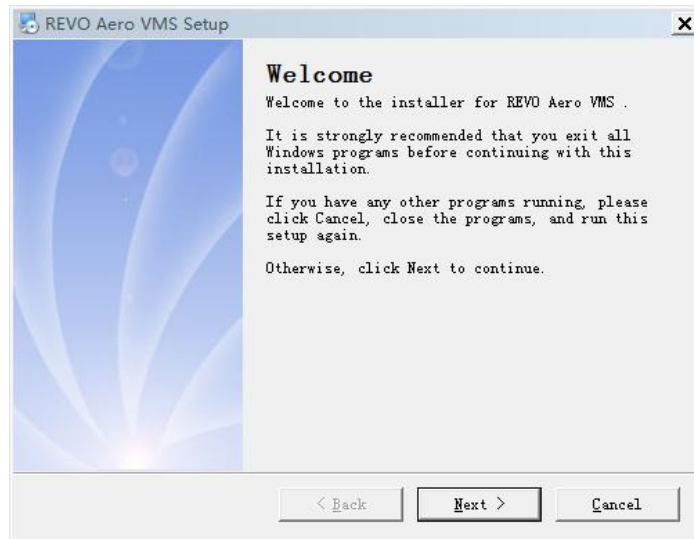 REVO Aero VMS Setup
Welcome
Welcome to the installer for REVO Aero VMS .
It is strongly recommended that you exit all
Windows programs before continuing with this
installation.
If you have any other programs running, please
click Cancel, close the programs, and run this
setup again.
Otherwise, click Next to continue.
< Back
Next >
Cancel